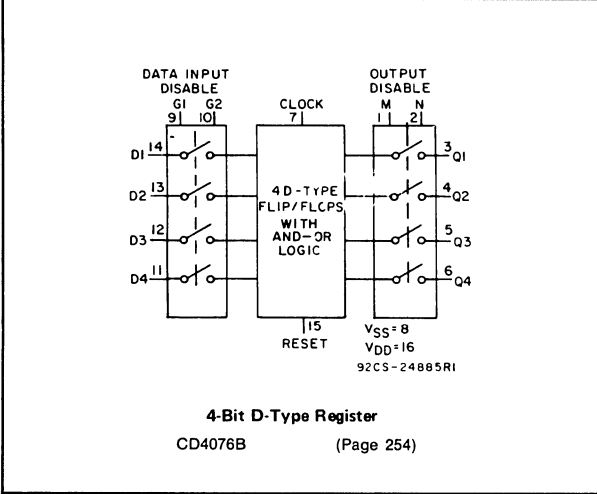 DATA INPUT
DISABLE
G1 G2
9 10
CLOCK
7
OUTPUT
DISABLE
M N
1 2
D1 14
D2 13
D3 12
D4 11
4 D-TYPE
FLIP/FLOPS
WITH
AND-OR
LOGIC
3 Q1
4 Q2
5 Q3
6 Q4
15
RESET
VSS=8
VDD=16
92CS-24885R1
4-Bit D-Type Register
CD4076B (Page 254)